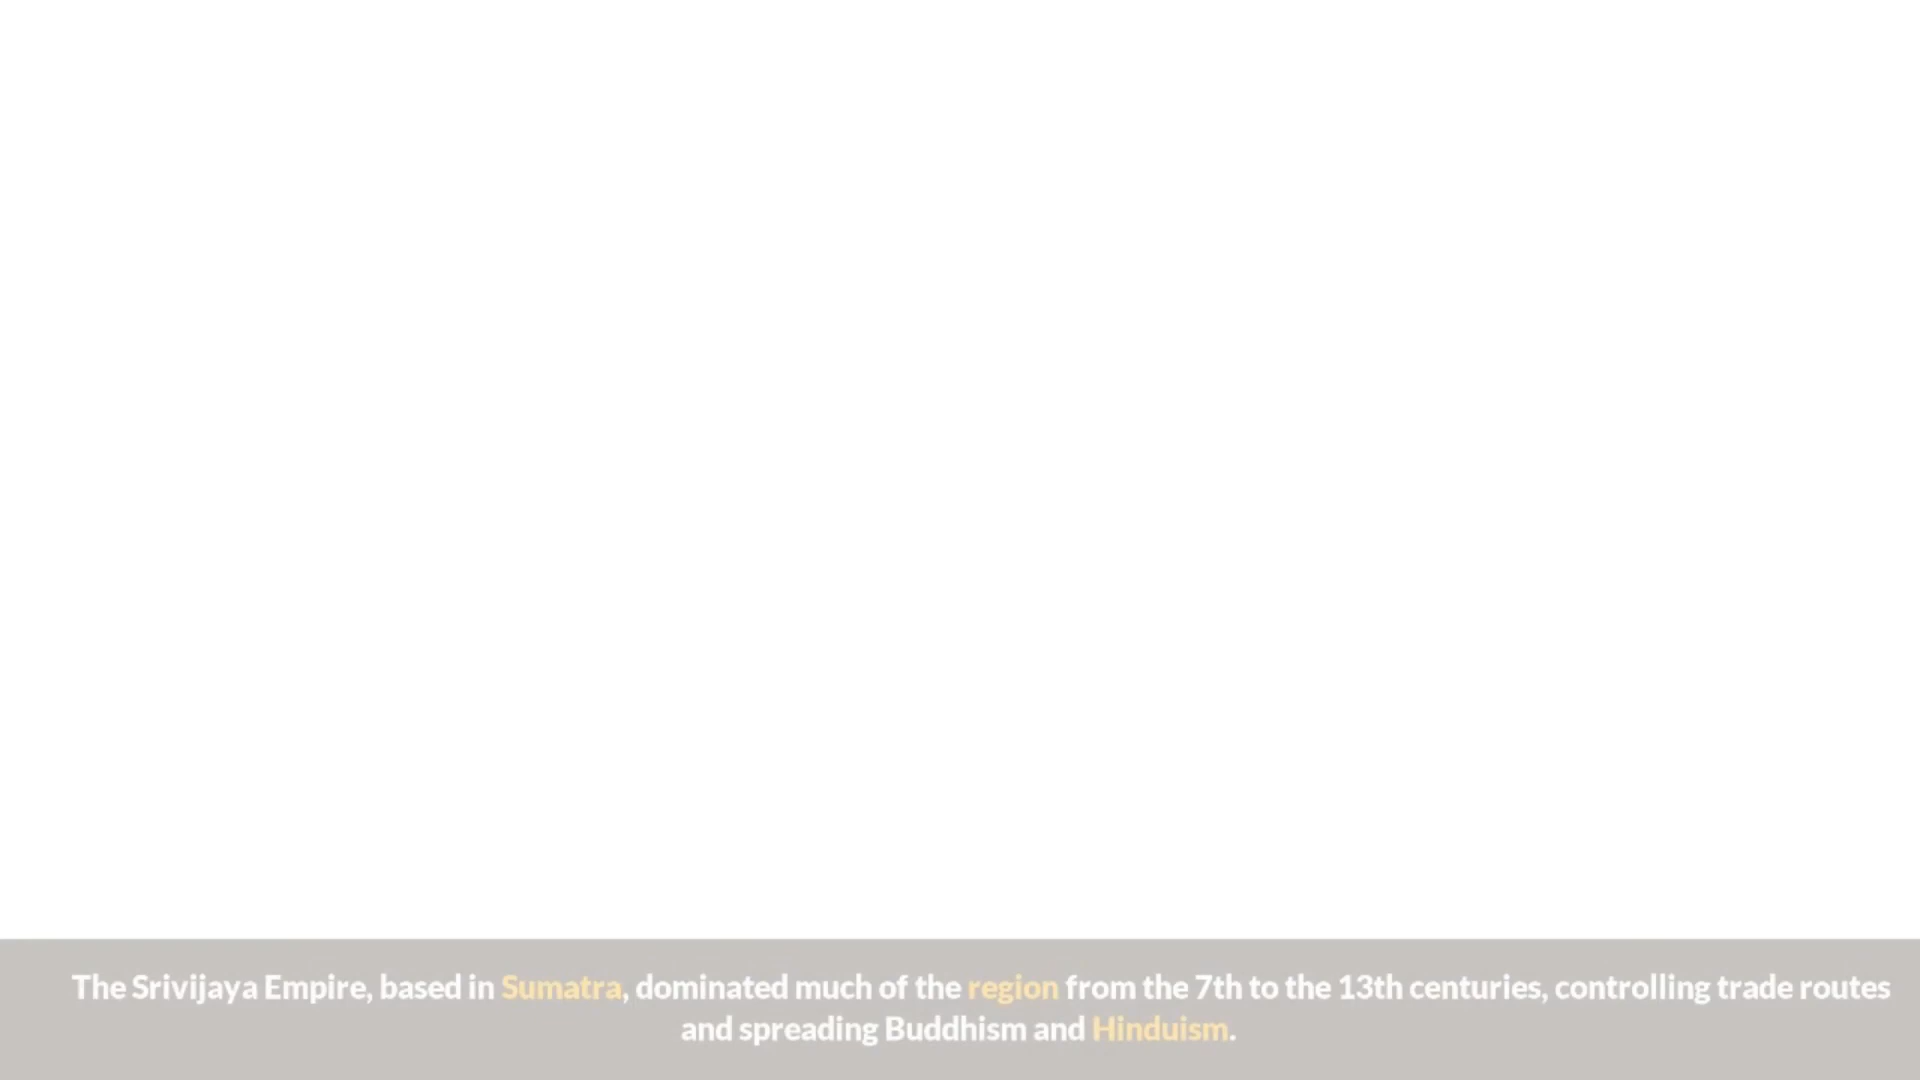 The Srivijaya Empire, based in Sumatra, dominated much of the region from the 7th to the 13th centuries, controlling trade routes
and spreading Buddhism and Hinduism.